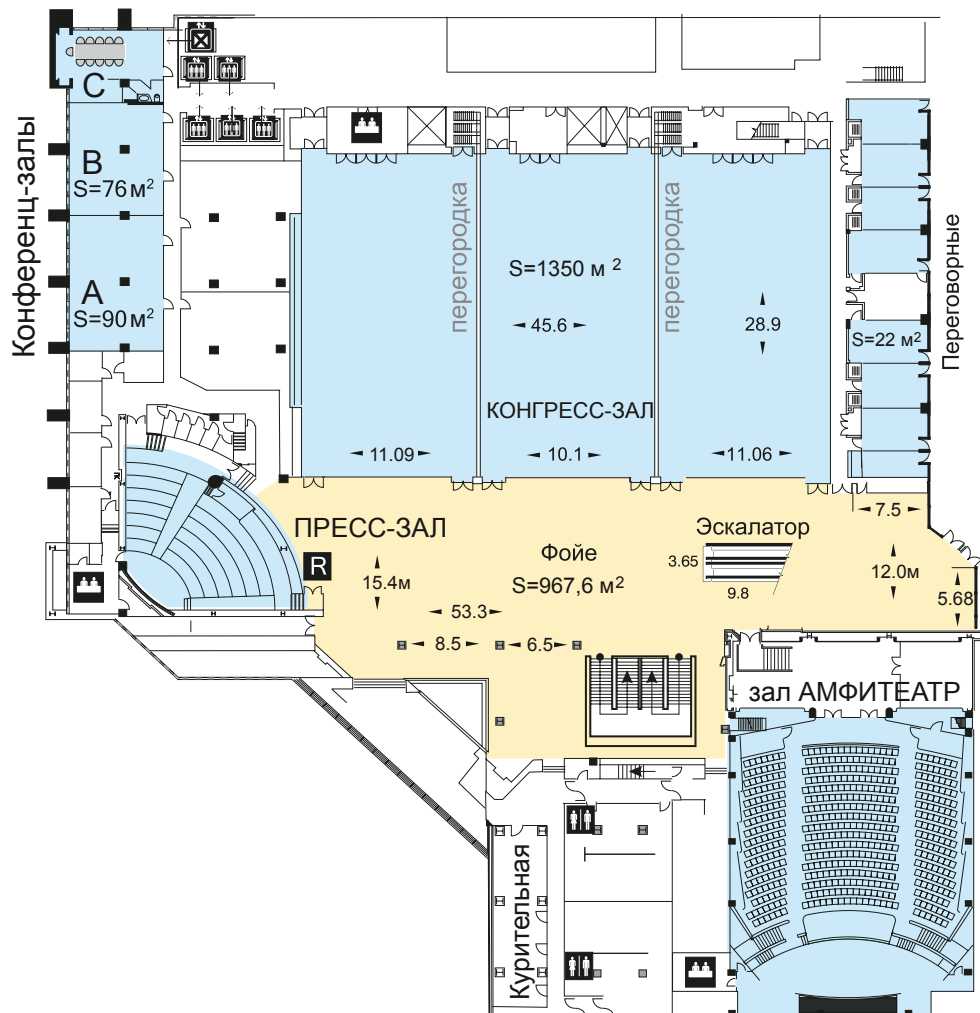 Конференц-залы
C
B
S=76 м²
A
S=90 м²
перегородка
перегородка
S=1350 м ²
45.6
28.9
КОНГРЕСС-ЗАЛ
11.09
10.1
11.06
Переговорные
S=22 м²
ПРЕСС-ЗАЛ
R
15.4м
53.3
8.5
6.5
Фойе
S=967,6 м²
Эскалатор
3.65
9.8
7.5
12.0м
5.68
зал АМФИТЕАТР
Курительная